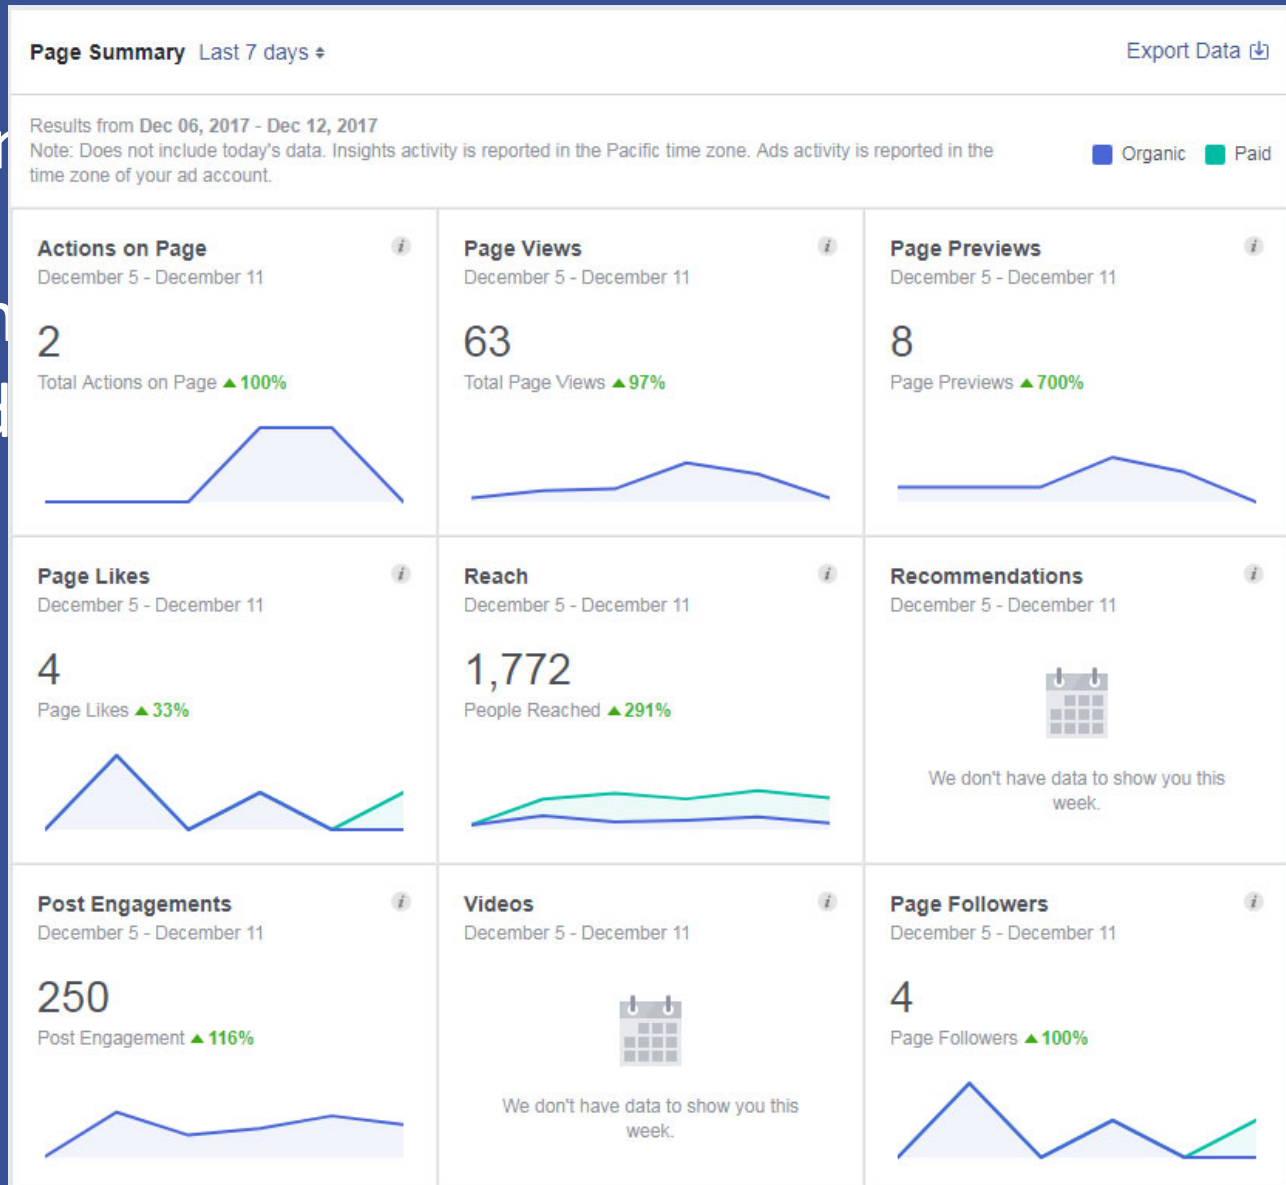 Page Summary Last 7 days
Export Data
Results from Dec 06, 2017 - Dec 12, 2017
Note: Does not include today's data. Insights activity is reported in the Pacific time zone. Ads activity is reported in the
time zone of your ad account.
Organic Paid
Actions on Page
December 5 - December 11
2
Total Actions on Page ▲100%
Page Views
December 5 - December 11
63
Total Page Views ▲97%
Page Previews
December 5 - December 11
8
Page Previews ▲700%
Page Likes
December 5 - December 11
4
Page Likes ▲33%
Reach
December 5 - December 11
1,772
People Reached ▲291%
Recommendations
December 5 - December 11
We don't have data to show you this
week.
Post Engagements
December 5 - December 11
250
Post Engagement ▲116%
Videos
December 5 - December 11
We don't have data to show you this
week.
Page Followers
December 5 - December 11
4
Page Followers ▲100%